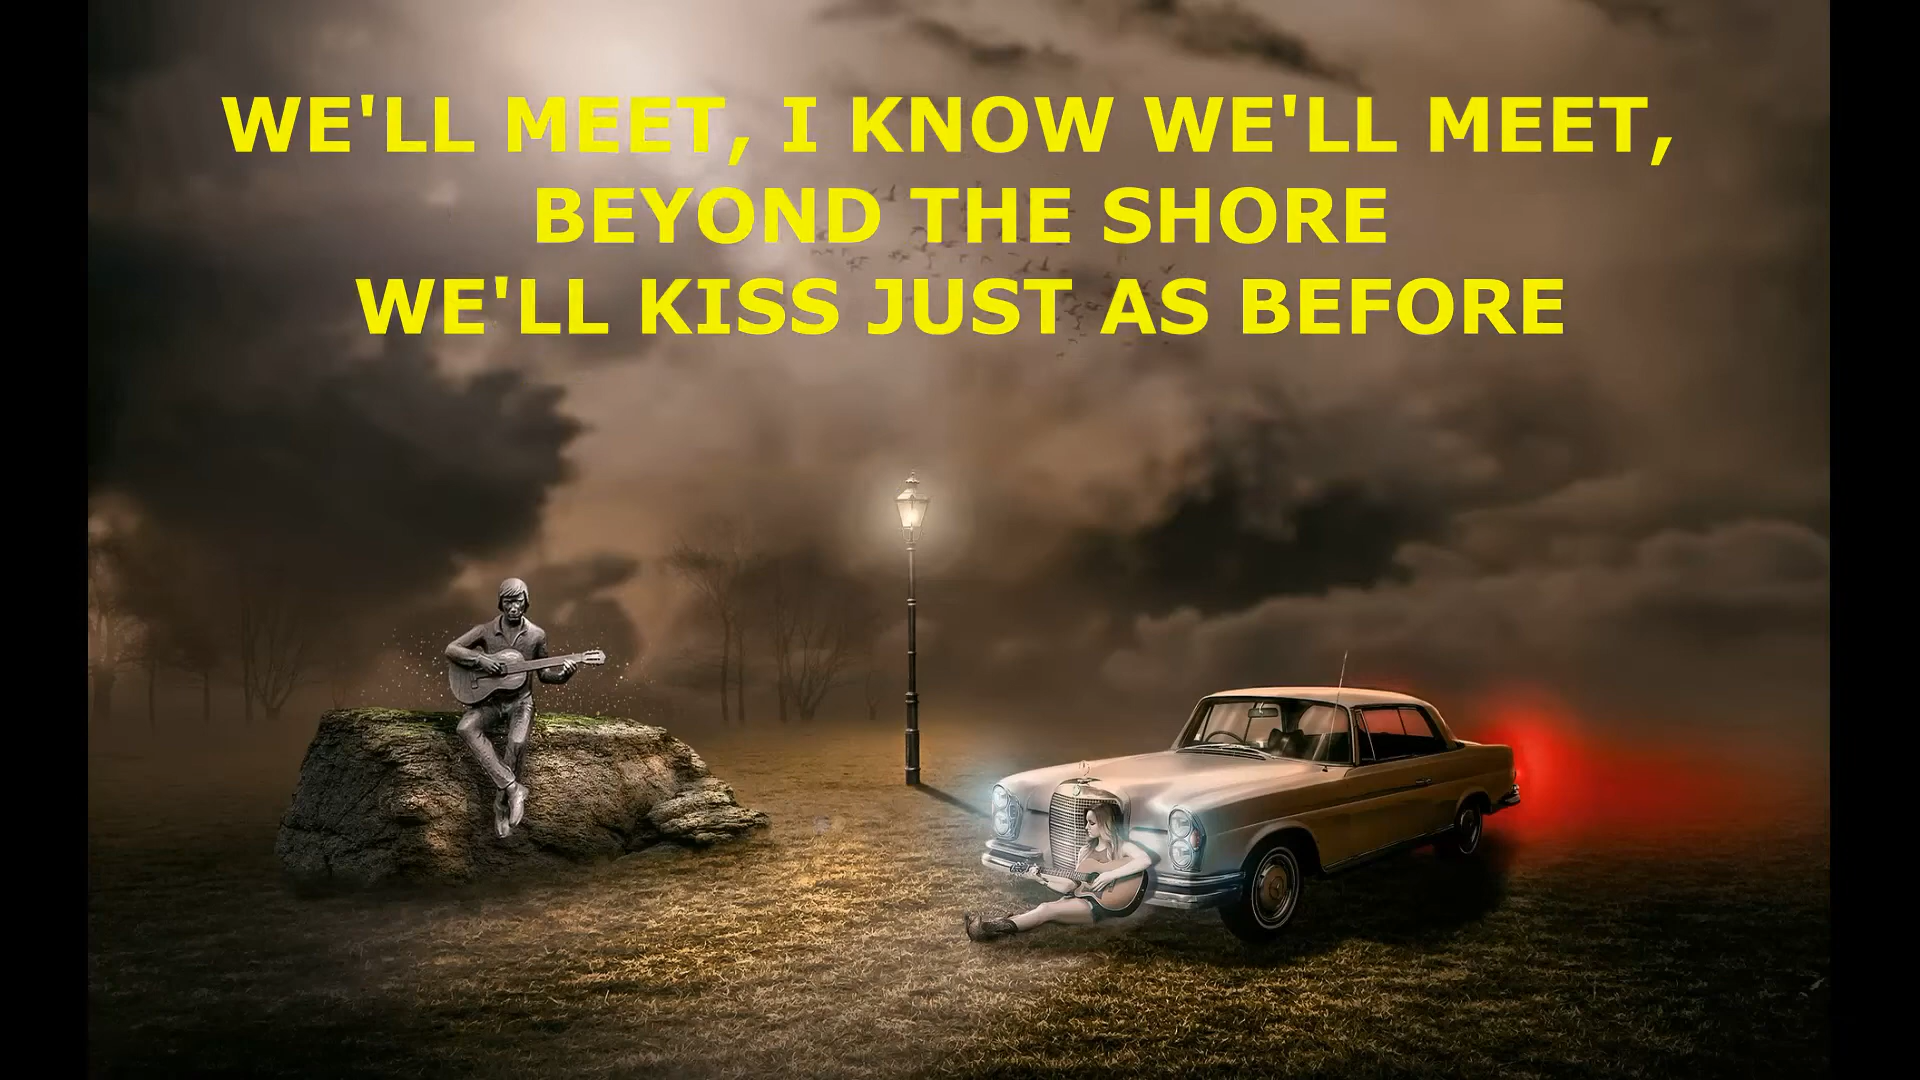 WE'LL MEET, I KNOW WE'LL MEET,
BEYOND THE SHORE
WE'LL KISS JUST AS BEFORE